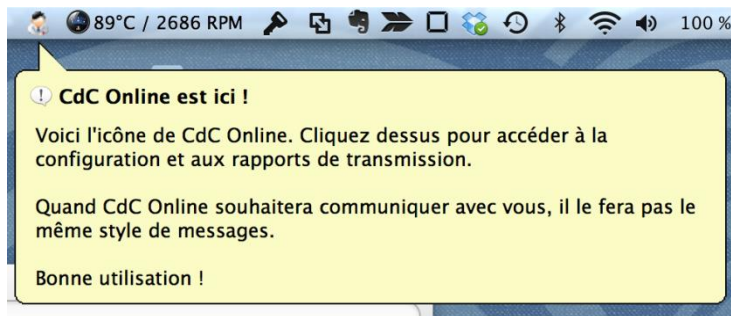 89°C / 2686 RPM 100 %
CdC Online est ici !
Voici l'icône de CdC Online. Cliquez dessus pour accéder à la
configuration et aux rapports de transmission.
Quand CdC Online souhaitera communiquer avec vous, il le fera pas le
même style de messages.
Bonne utilisation !